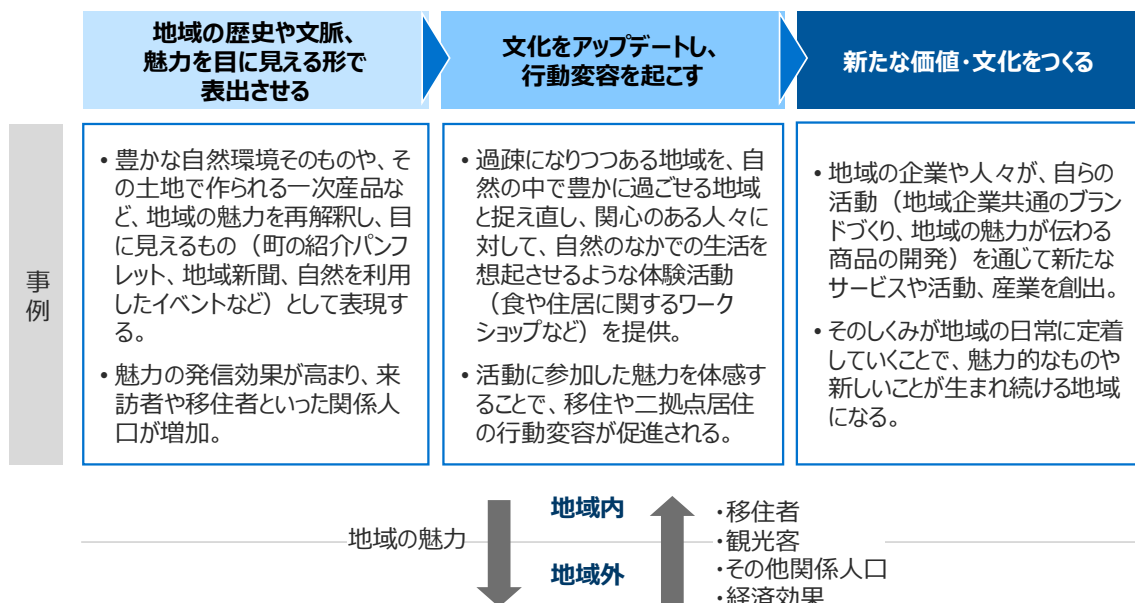 地域の歴史や文脈、
魅力を目に見える形で
表出させる
文化をアップデートし、
行動変容を起こす
新たな価値・文化をつくる
事例
• 豊かな自然環境そのものや、そ
の土地で作られる一次産品な
ど、地域の魅力を再解釈し、目
に見えるもの（町の紹介パンフ
レット、地域新聞、自然を利用
したイベントなど）として表現す
る。
• 魅力の発信効果が高まり、来
訪者や移住者といった関係人
口が増加。
• 過疎になりつつある地域を、自
然の中で豊かに過ごせる地域
と捉え直し、関心のある人々に
対して、自然のなかでの生活を
想起させるような体験活動
（食や住居に関するワーク
ショップなど）を提供。
• 活動に参加した魅力を体感す
ることで、移住や二拠点居住
の行動変容が促進される。
• 地域の企業や人々が、自らの
活動（地域企業共通のブラン
ドづくり、地域の魅力が伝わる
商品の開発）を通じて新たな
サービスや活動、産業を創出。
• そのしくみが地域の日常に定着
していくことで、魅力的なものや
新しいことが生まれ続ける地域
になる。
地域の魅力
地域内
地域外
・移住者
・観光客
・その他関係人口
・経済効果